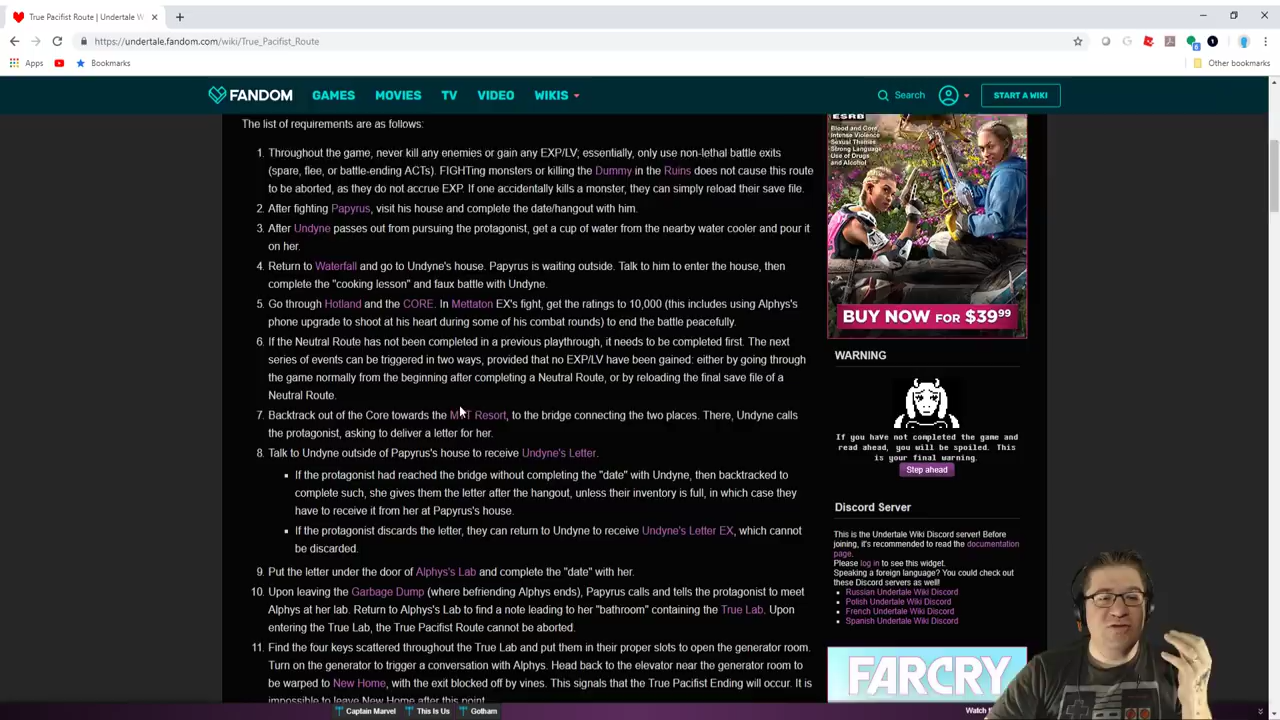 True Pacifist Route | Undertale W
https://undertale.fandom.com/wiki/True_Pacifist_Route
Apps
Bookmarks
Other bookmarks
FANDOM
GAMES
MOVIES
TV
VIDEO
WIKIS
Search
START A WIKI
The list of requirements are as follows:
1. Throughout the game, never kill any enemies or gain any EXP/LV; essentially, only use non-lethal battle exits
(spare, flee, or battle-ending ACTs). FIGHTing monsters or killing the Dummy in the Ruins does not cause this route
to be aborted, as they do not accrue EXP. If one accidentally kills a monster, they can simply reload their save file.
2. After fighting Papyrus, visit his house and complete the date/hangout with him.
3. After Undyne passes out from pursuing the protagonist, get a cup of water from the nearby water cooler and pour it
on her.
4. Return to Waterfall and go to Undyne's house. Papyrus is waiting outside. Talk to him to enter the house, then
complete the "cooking lesson" and faux battle with Undyne.
5. Go through Hotland and the CORE. In Mettaton EX's fight, get the ratings to 10,000 (this includes using Alphys's
phone upgrade to shoot at his heart during some of his combat rounds) to end the battle peacefully.
6. If the Neutral Route has not been completed in a previous playthrough, it needs to be completed first. The next
series of events can be triggered in two ways, provided that no EXP/LV have been gained: either by going through
the game normally from the beginning after completing a Neutral Route, or by reloading the final save file of a
Neutral Route.
7. Backtrack out of the Core towards the Resort, to the bridge connecting the two places. There, Undyne calls
the protagonist, asking to deliver a letter for her.
8. Talk to Undyne outside of Papyrus's house to receive Undyne's Letter.
If the protagonist had reached the bridge without completing the "date" with Undyne, then backtracked to
complete such, she gives them the letter after the hangout, unless their inventory is full, in which case they
have to receive it from her at Papyrus's house.
If the protagonist discards the letter, they can return to Undyne to receive Undyne's Letter EX, which cannot
be discarded.
9. Put the letter under the door of Alphys's Lab and complete the "date" with her.
10. Upon leaving the Garbage Dump (where befriending Alphys ends), Papyrus calls and tells the protagonist to meet
Alphys at her lab. Return to Alphys's Lab to find a note leading to her "bathroom" containing the True Lab. Upon
entering the True Lab, the True Pacifist Route cannot be aborted.
11. Find the four keys scattered throughout the True Lab and put them in their proper slots to open the generator room.
Turn on the generator to trigger a conversation with Alphys. Head back to the elevator near the generator room to
be warped to New Home, with the exit blocked off by vines. This signals that the True Pacifist Ending will occur. It is
impossible to leave New Home after this point.
ESRB
Blood and Gore
Intense Violence
Sexual Themes
Strong Language
Use of Drugs
and Alcohol
BUY NOW FOR $39⁹⁹
WARNING
If you have not completed the game and
read ahead, you will be spoiled. This
is your final warning.
Step ahead
Discord Server
This is the Undertale Wiki Discord server! Before
joining, it's recommended to read the documentation
page.
Please log in to see this widget.
Speaking a foreign language? You could check out
these Discord servers as well!
Russian Undertale Wiki Discord
Polish Undertale Wiki Discord
French Undertale Wiki Discord
Spanish Undertale Wiki Discord
FARCRY
Captain Marvel
This Is Us
Gotham
Watch